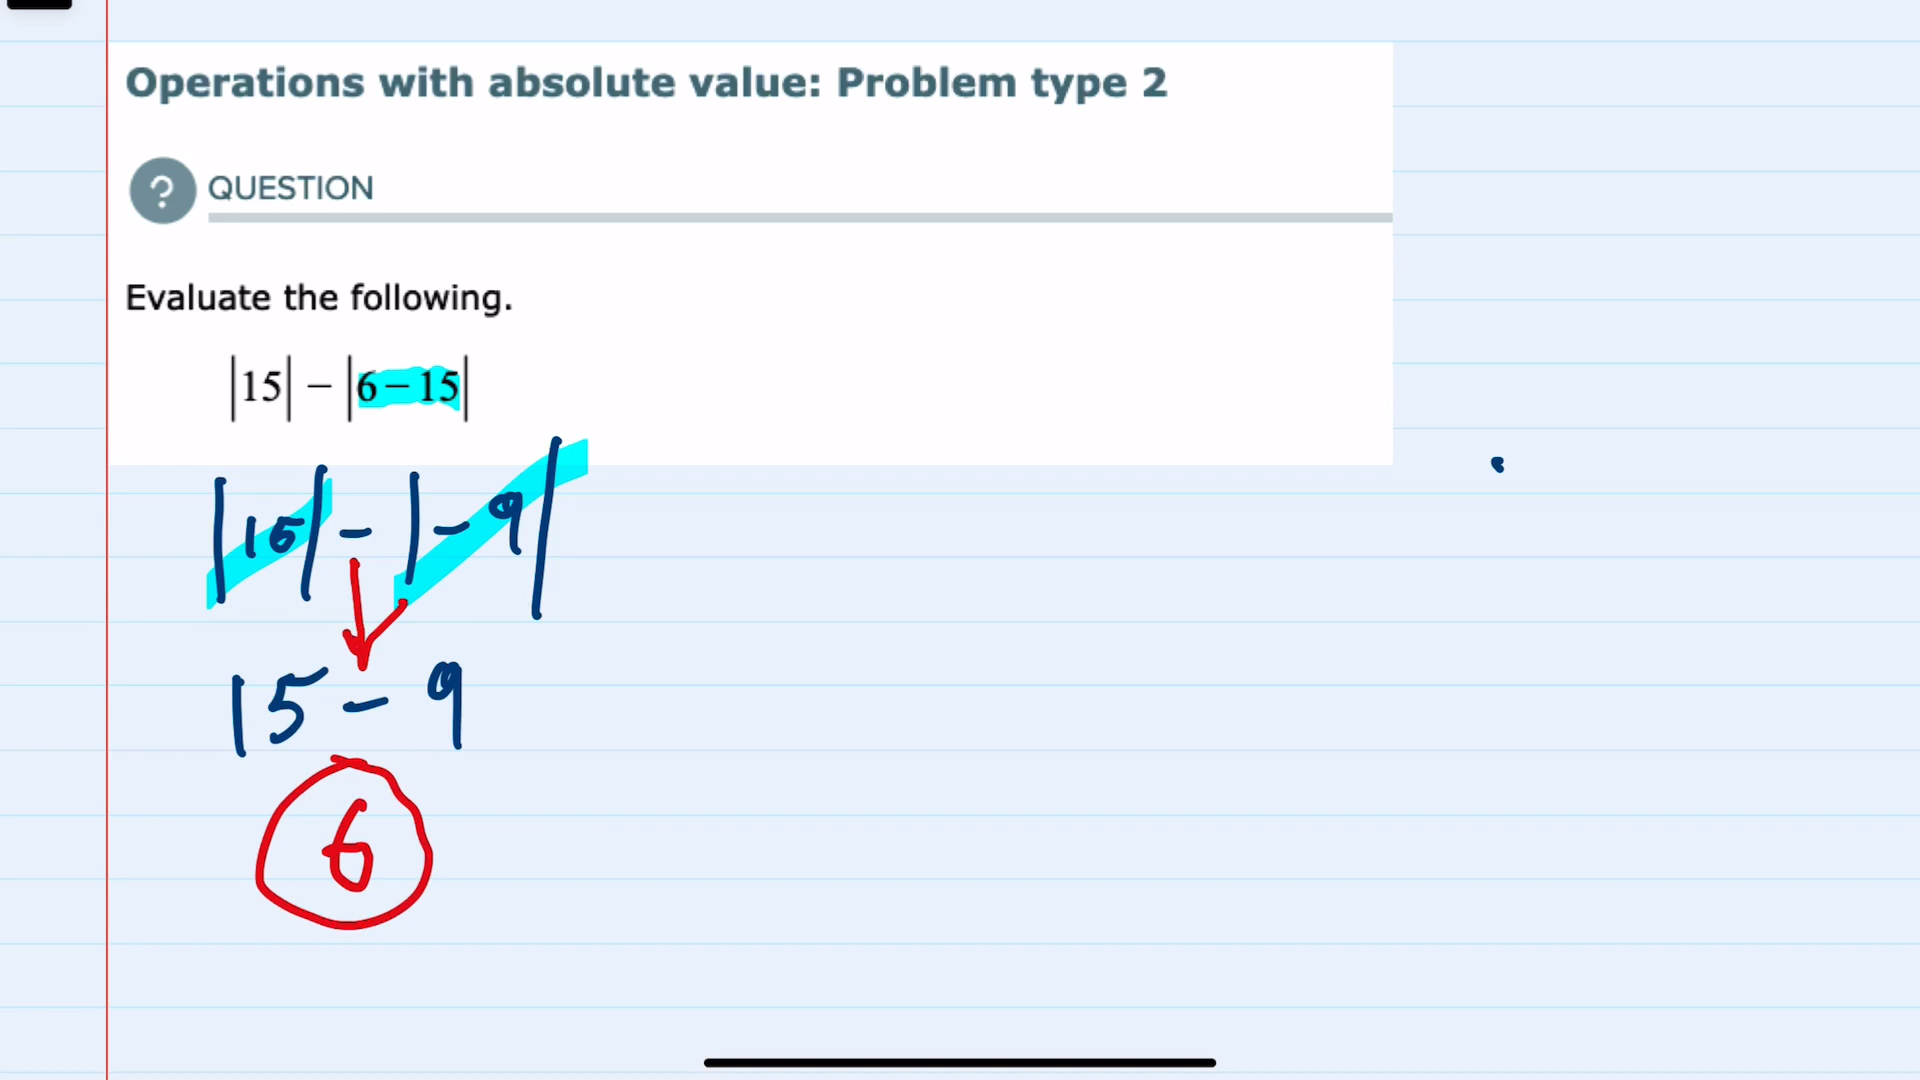 Operations with absolute value: Problem type 2
? QUESTION
Evaluate the following.
|15| − |6−15|
|15| − |−9|
15 − 9
6